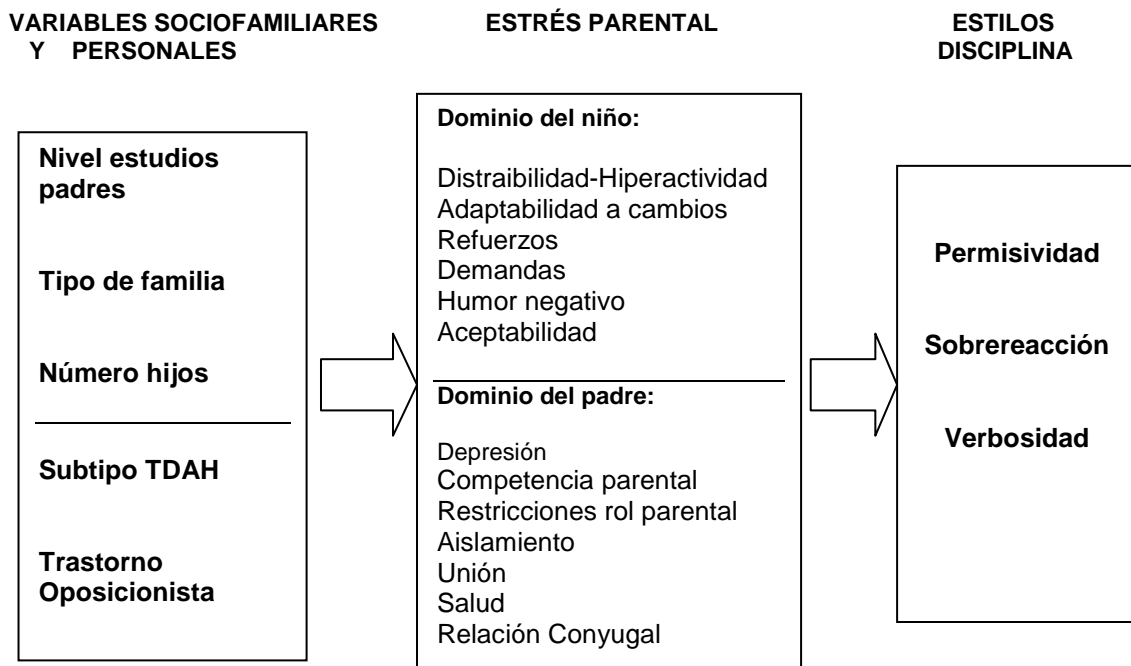 VARIABLES SOCIOFAMILIARES
Y PERSONALES
ESTRÉS PARENTAL
ESTILOS
DISCIPLINA
Nivel estudios
padres
Tipo de familia
Número hijos
Subtipo TDAH
Trastorno
Oposicionista
Dominio del niño:
Distraibilidad-Hiperactividad
Adaptabilidad a cambios
Refuerzos
Demandas
Humor negativo
Aceptabilidad
Dominio del padre:
Depresión
Competencia parental
Restricciones rol parental
Aislamiento
Unión
Salud
Relación Conyugal
Permisividad
Sobrereacción
Verbosidad